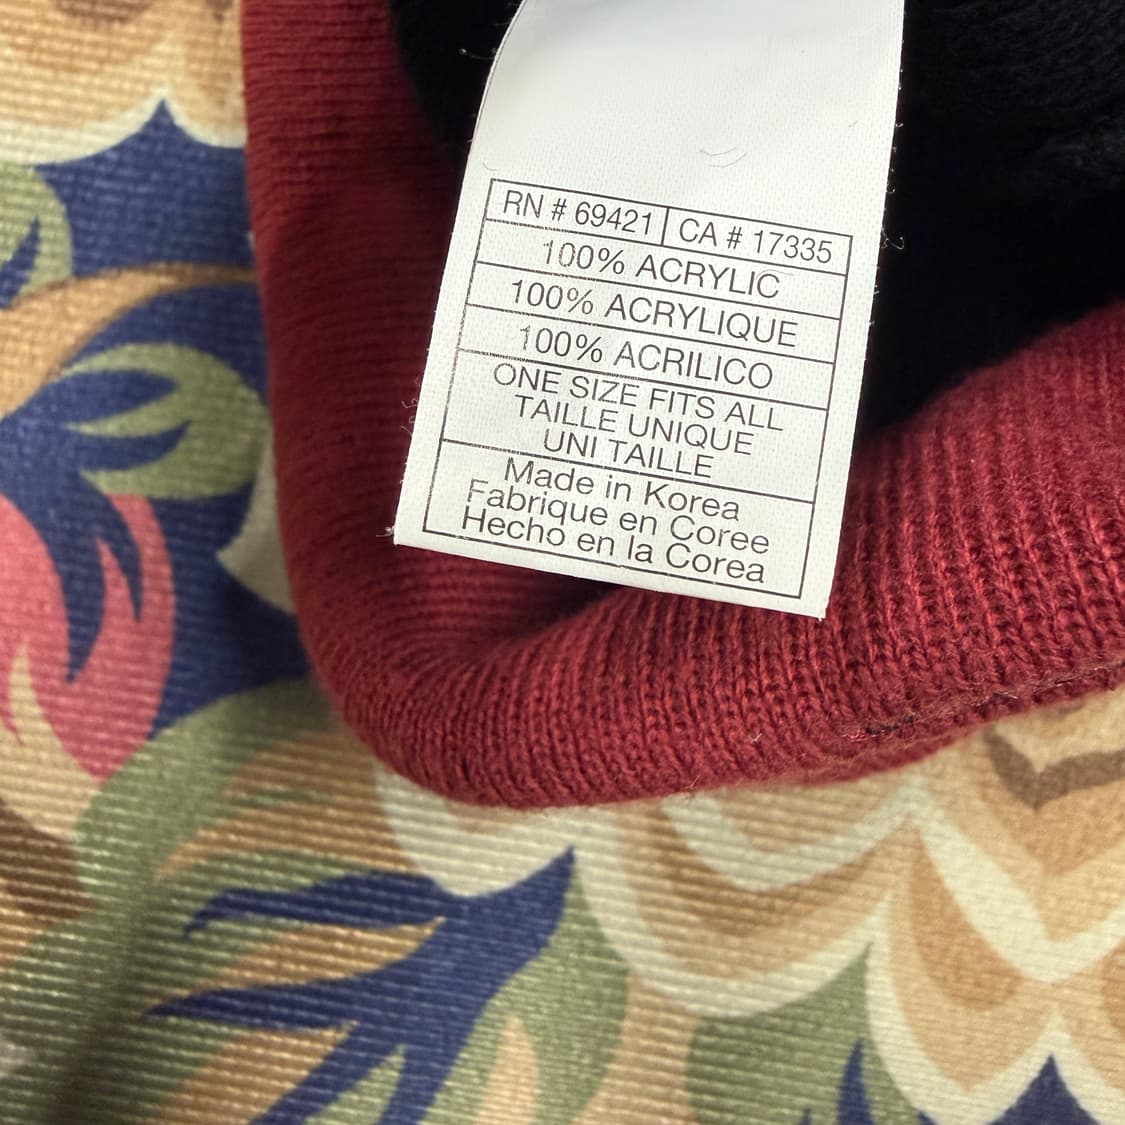 RN # 69421 CA # 17335
100% ACRYLIC
100% ACRYLIQUE
100% ACRILICO
ONE SIZE FITS ALL
TAILLE UNIQUE
UNI TAILLE
Made in Korea
Fabrique en Coree
Hecho en la Corea